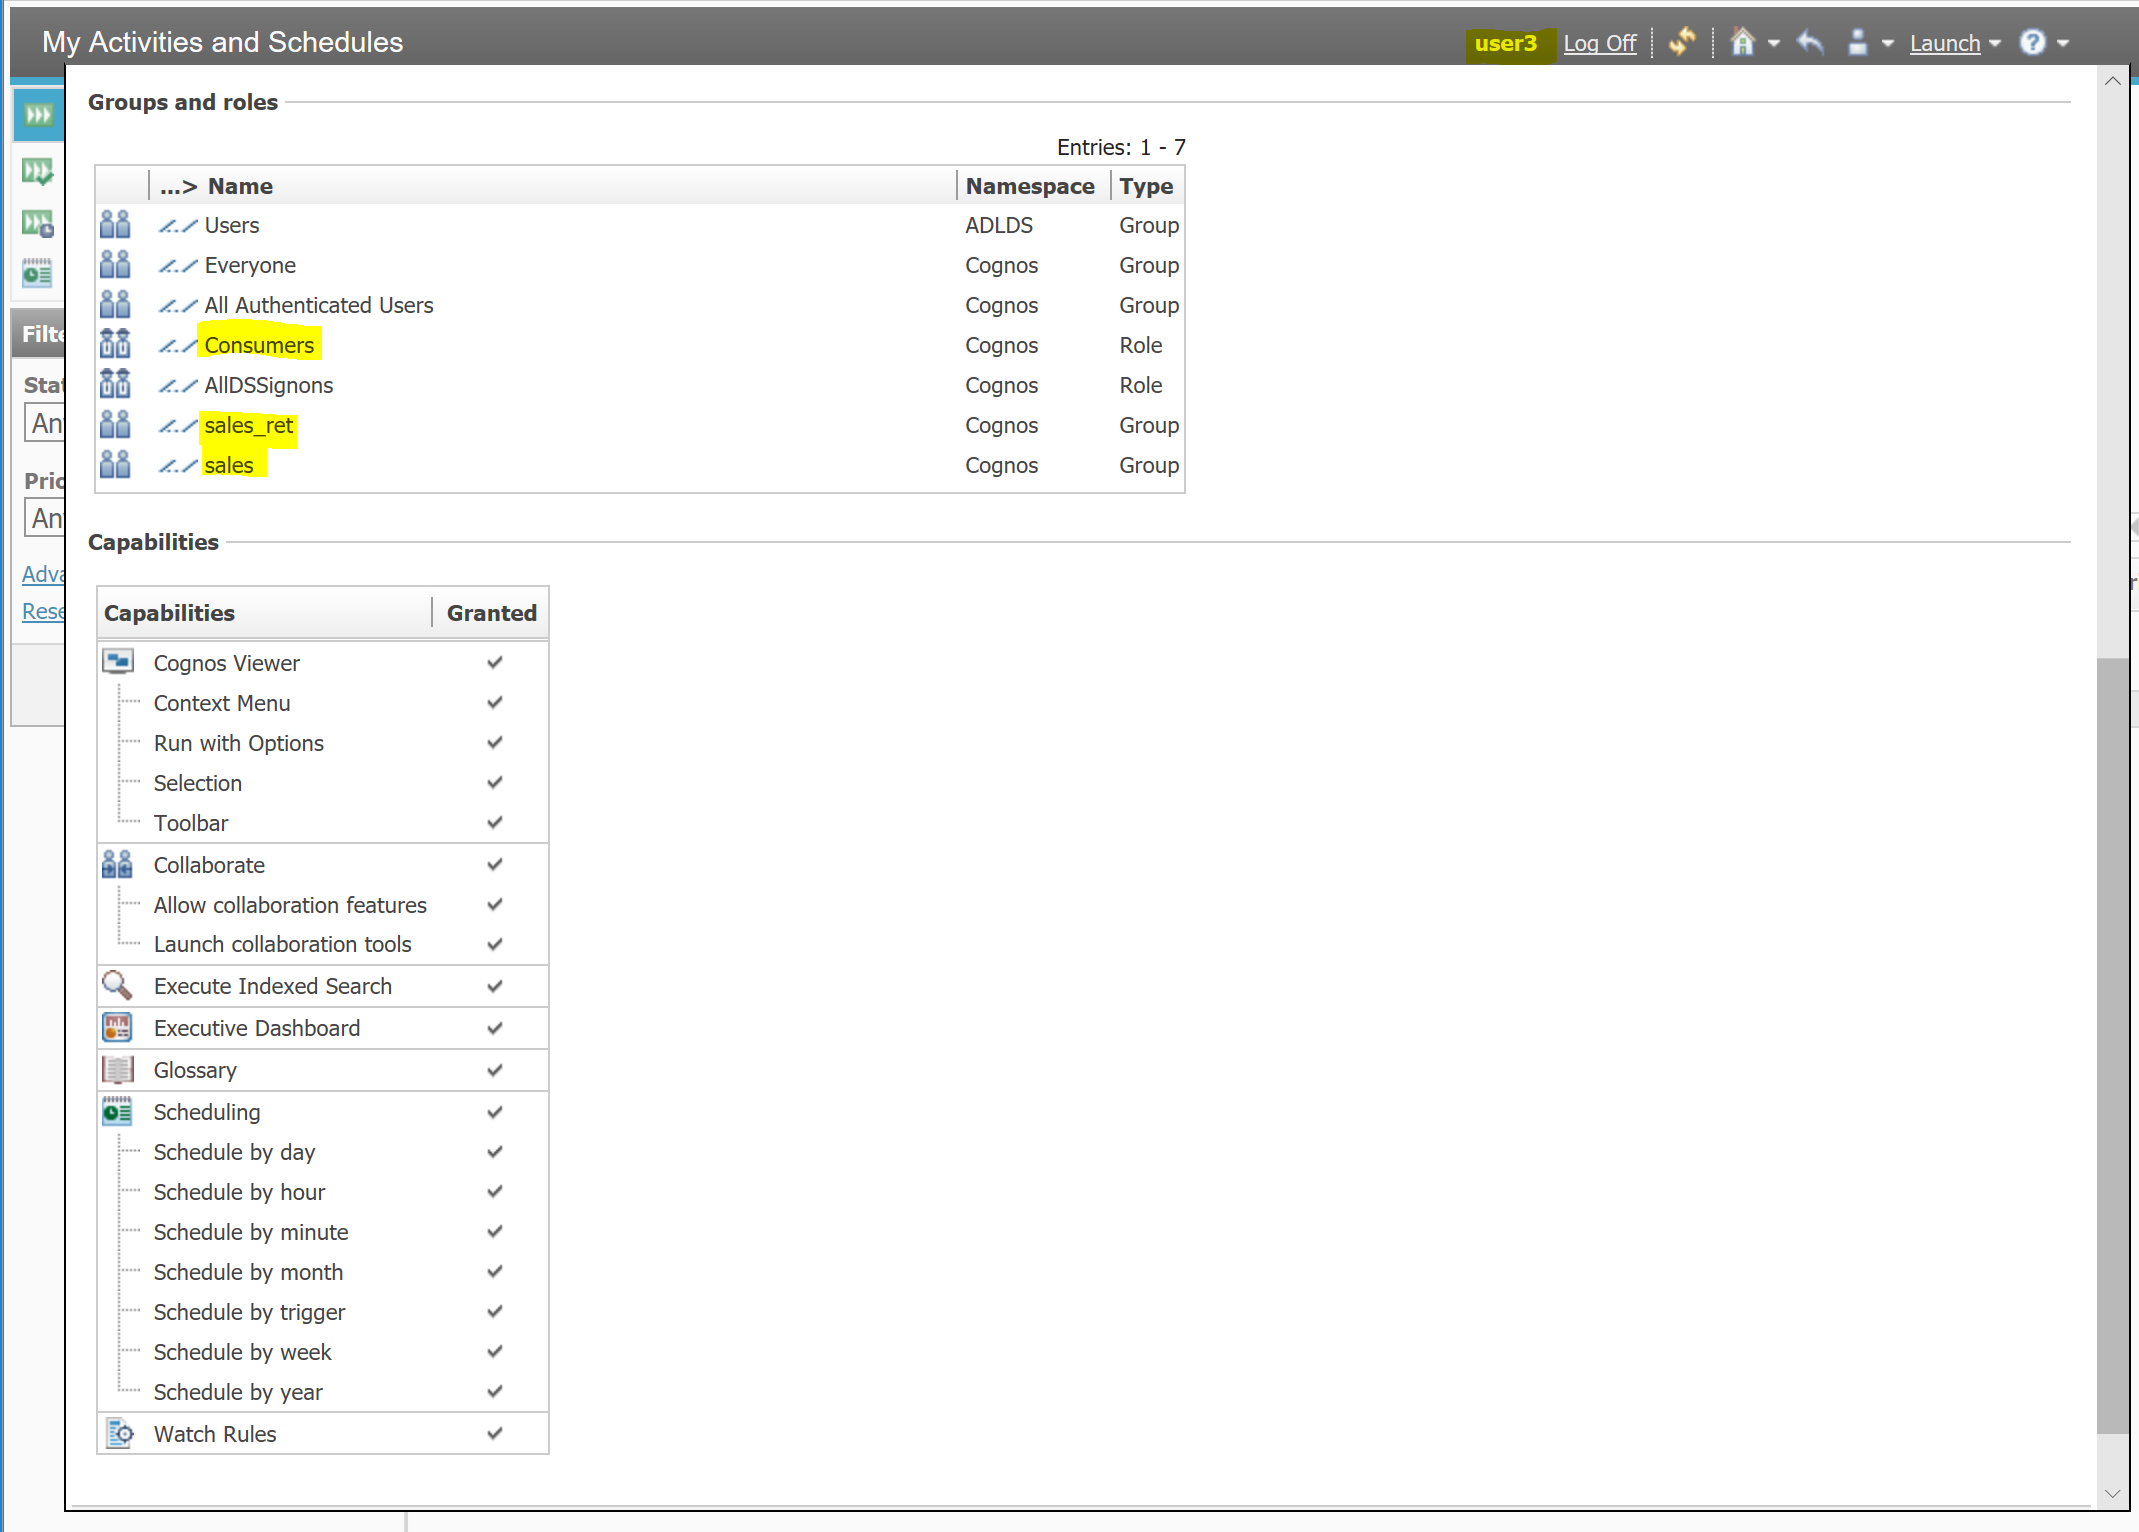 My Activities and Schedules
user3 Log Off Launch
Groups and roles
Entries: 1 - 7
...> Name Namespace Type
Users ADLDS Group
Everyone Cognos Group
All Authenticated Users Cognos Group
Consumers Cognos Role
AllDSSignons Cognos Role
sales_ret Cognos Group
sales Cognos Group
Capabilities
Capabilities Granted
Cognos Viewer
Context Menu
Run with Options
Selection
Toolbar
Collaborate
Allow collaboration features
Launch collaboration tools
Execute Indexed Search
Executive Dashboard
Glossary
Scheduling
Schedule by day
Schedule by hour
Schedule by minute
Schedule by month
Schedule by trigger
Schedule by week
Schedule by year
Watch Rules